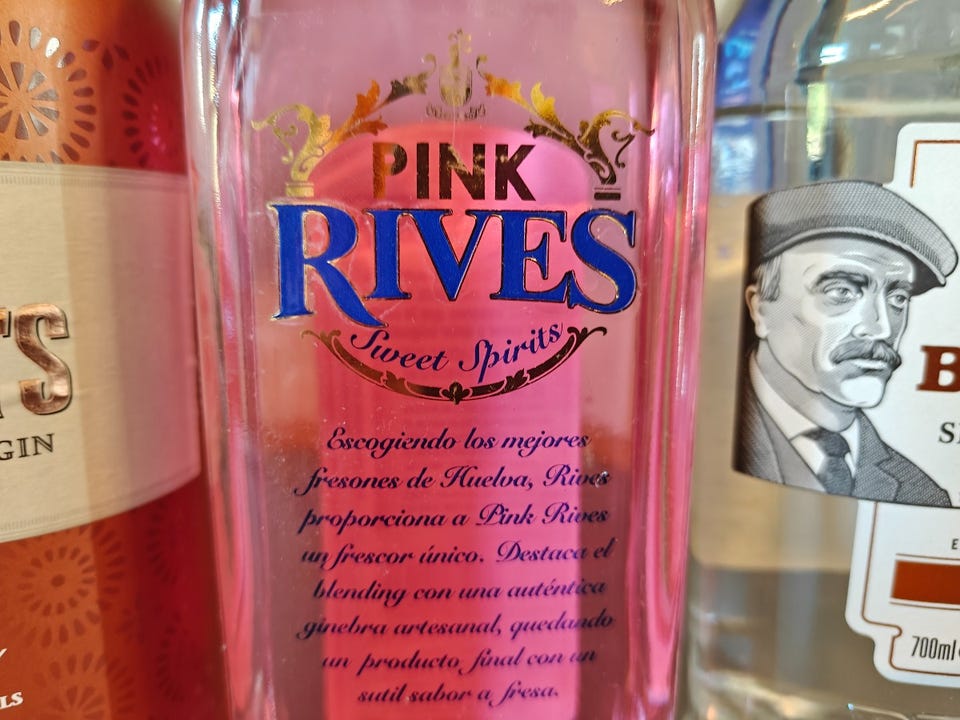 PINK
RIVES
Sweet Spirits
Escogiendo los mejores
fresones de Huelva, Rives
proporciona a Pink Rives
un frescor único. Destaca el
blending con una auténtica
ginebra artesanal, quedando
un producto final con un
sutil sabor a fresa.
GIN
700ml